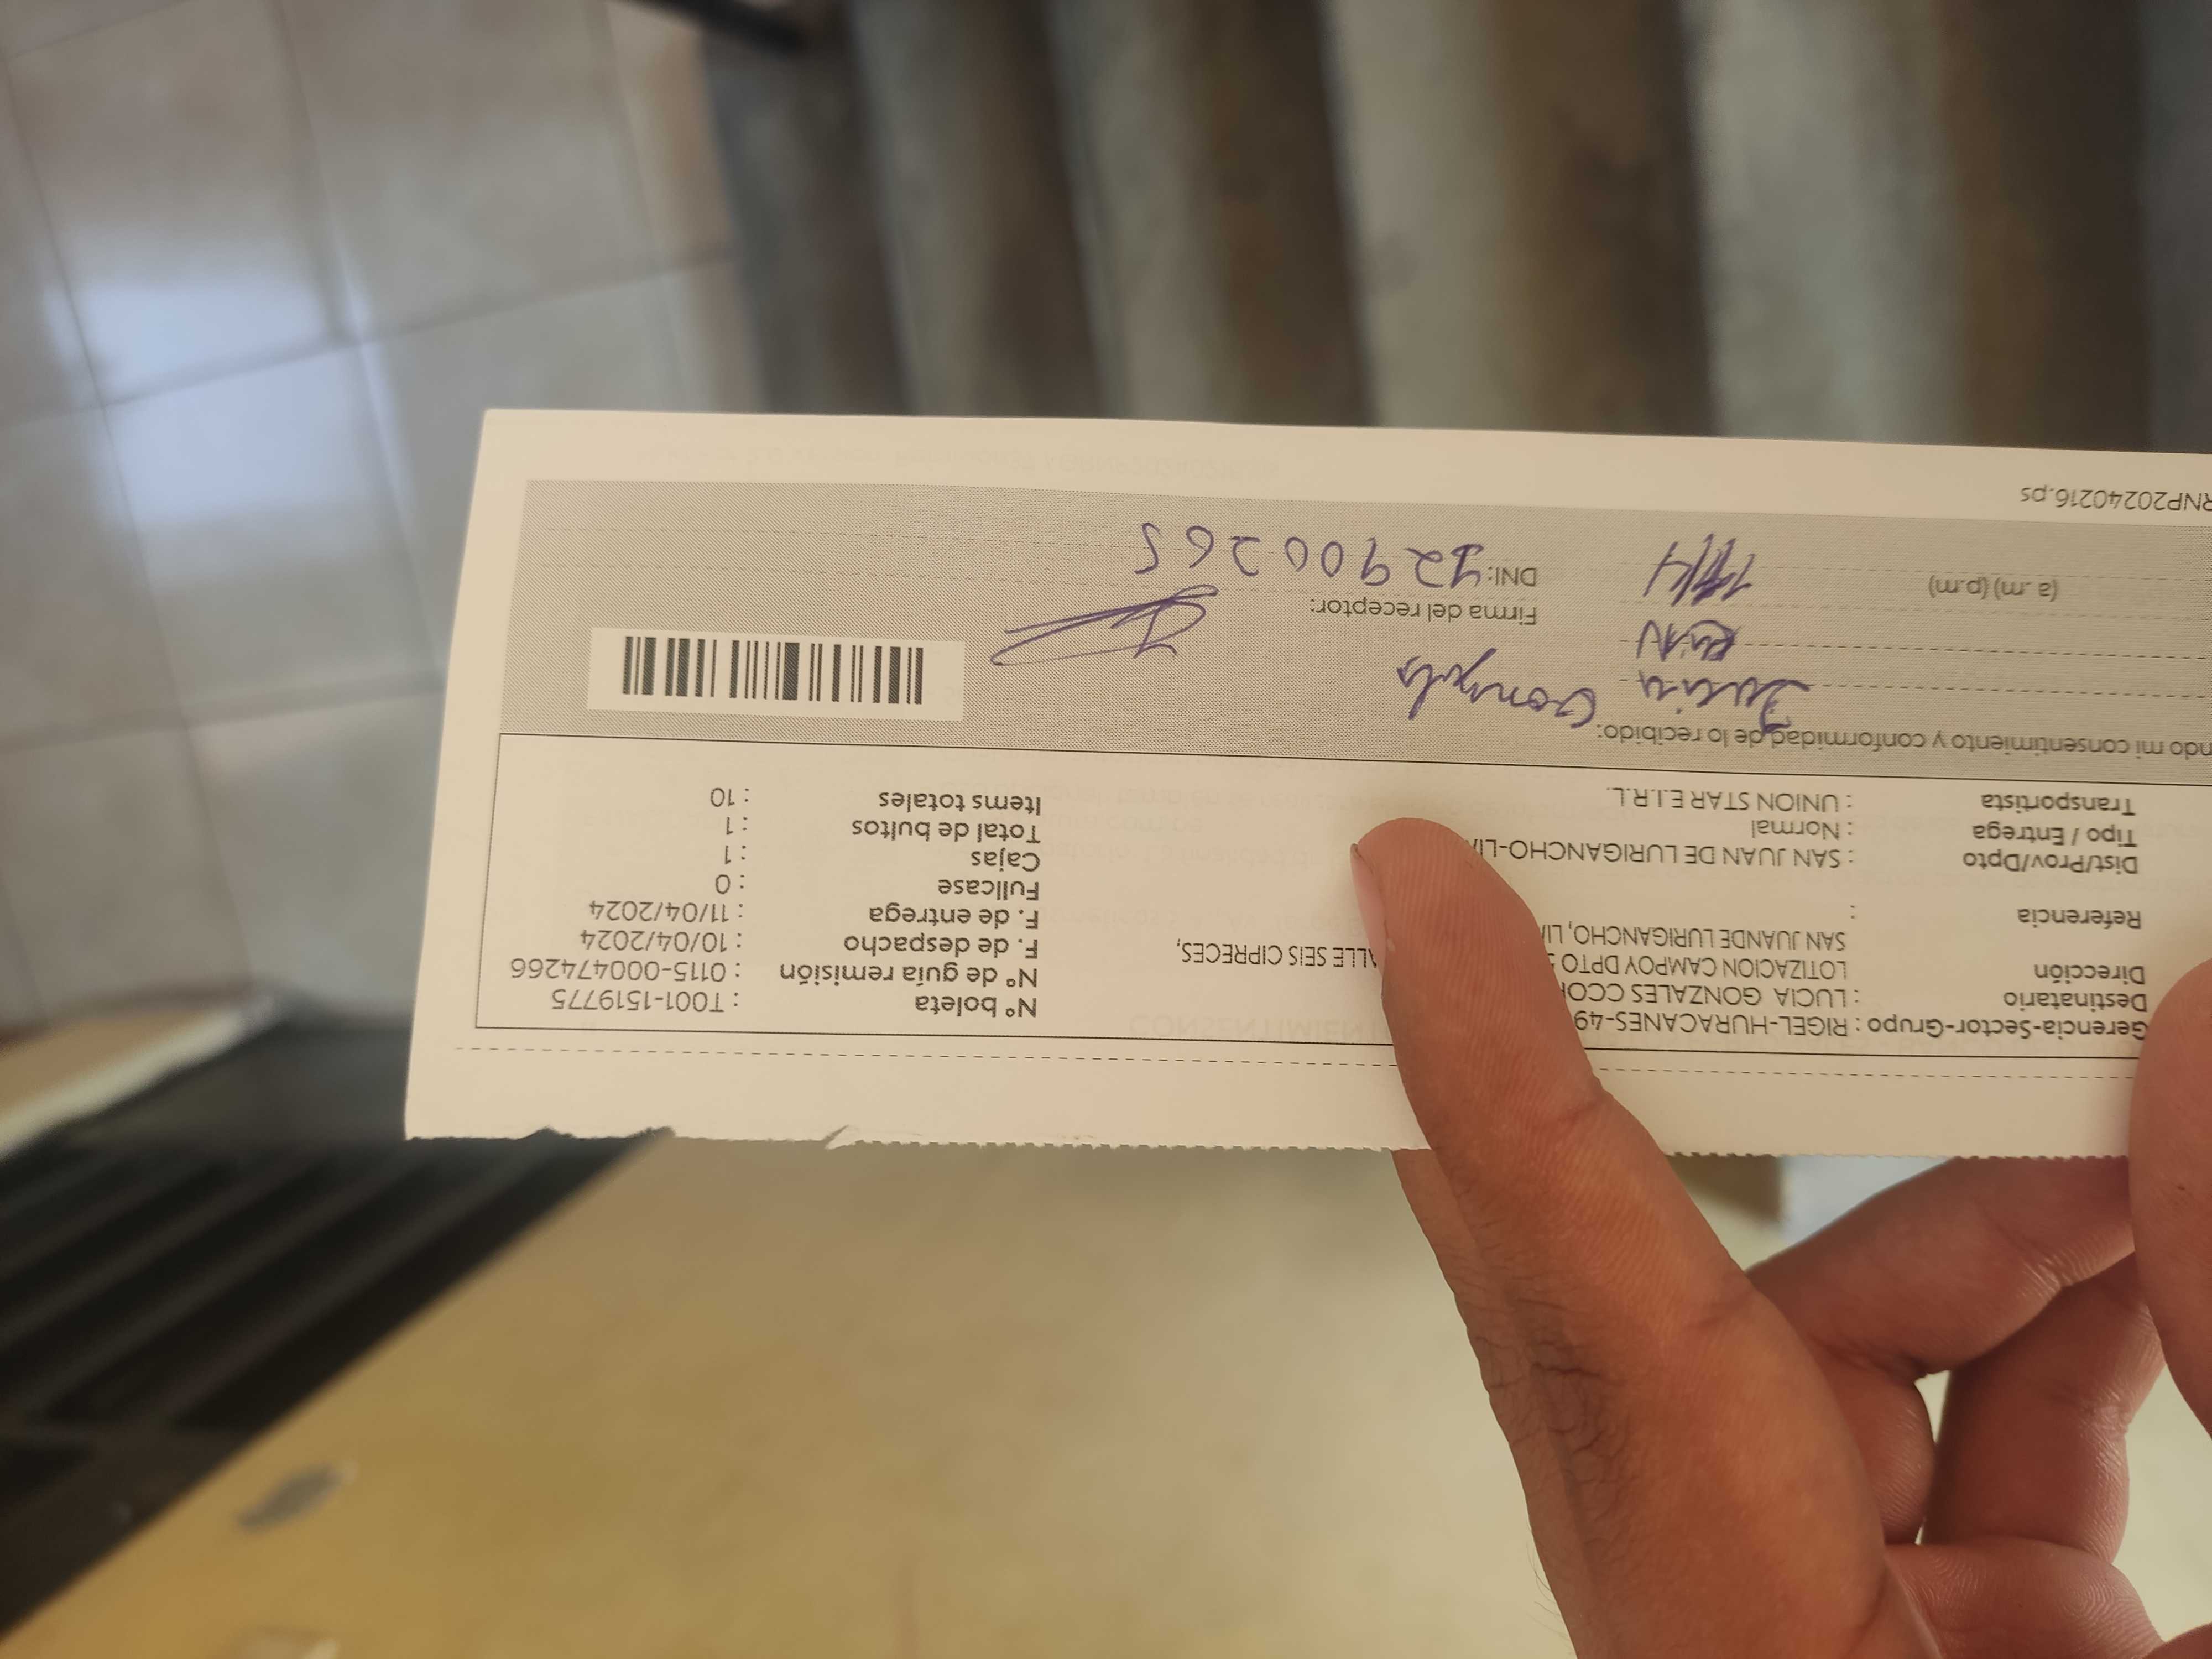 Gerencia-Sector-Grupo : RIGEL-HURACANES-49
Destinatario : LUCIA GONZALES CCO
Dirección LOTIZACION CAMPOY DPTO ALLE SEIS CIPRECES,
SAN JUANDE LURIGANCHO, LI
Referencia :
Dist/Prov/Dpto : SAN JUAN DE LURIGANCHO-LI
Tipo / Entrega : Normal
Transportista : UNION STAR E.I.R.L.
N° boleta : T001-1519775
N° de guía remisión : 0115-000474266
F. de despacho : 10/04/2024
F. de entrega : 11/04/2024
Fullcase : 0
Cajas : 1
Total de bultos : 1
Items totales : 10
ndo mi consentimiento y conformidad de lo recibido:
Lucia Gonzales
Firma del receptor:
(a .m) (p.m)
DNI: 42900265
RNP20240216.ps